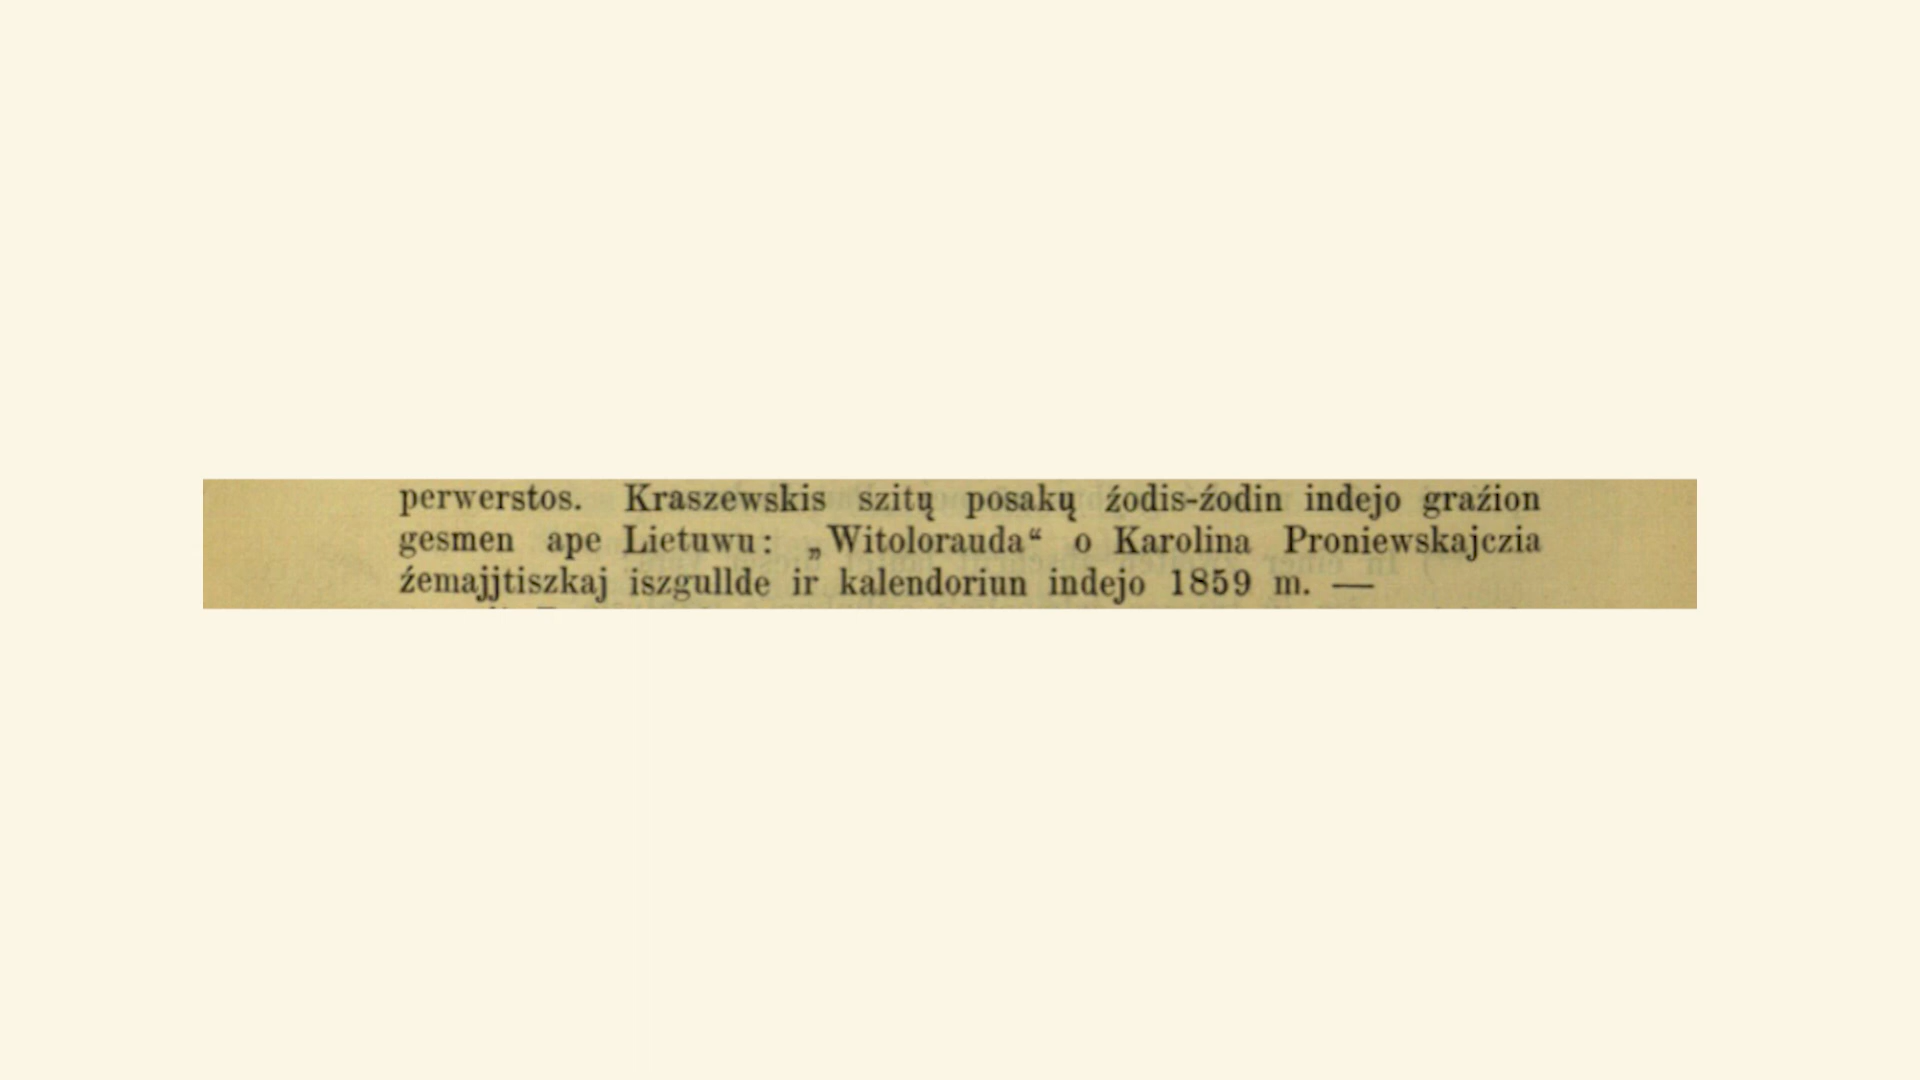 perwerstos. Kraszewskis szitų posakų źodis-źodin indejo graźion
gesmen ape Lietuwu: „Witolorauda“ o Karolina Proniewskajczia
źemajjtiszkaj iszgullde ir kalendoriun indejo 1859 m. —